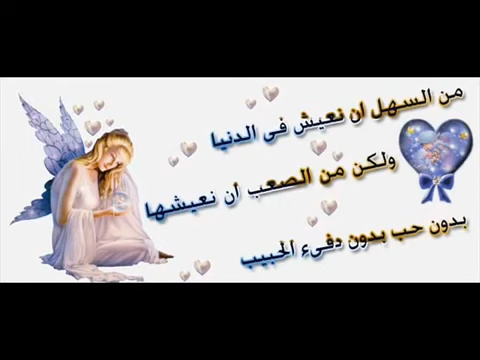 من السهل ان نعيش فى الدنيا
ولكن من الصعب أن نعيشها
بدون حب بدون دفىء الحبيب